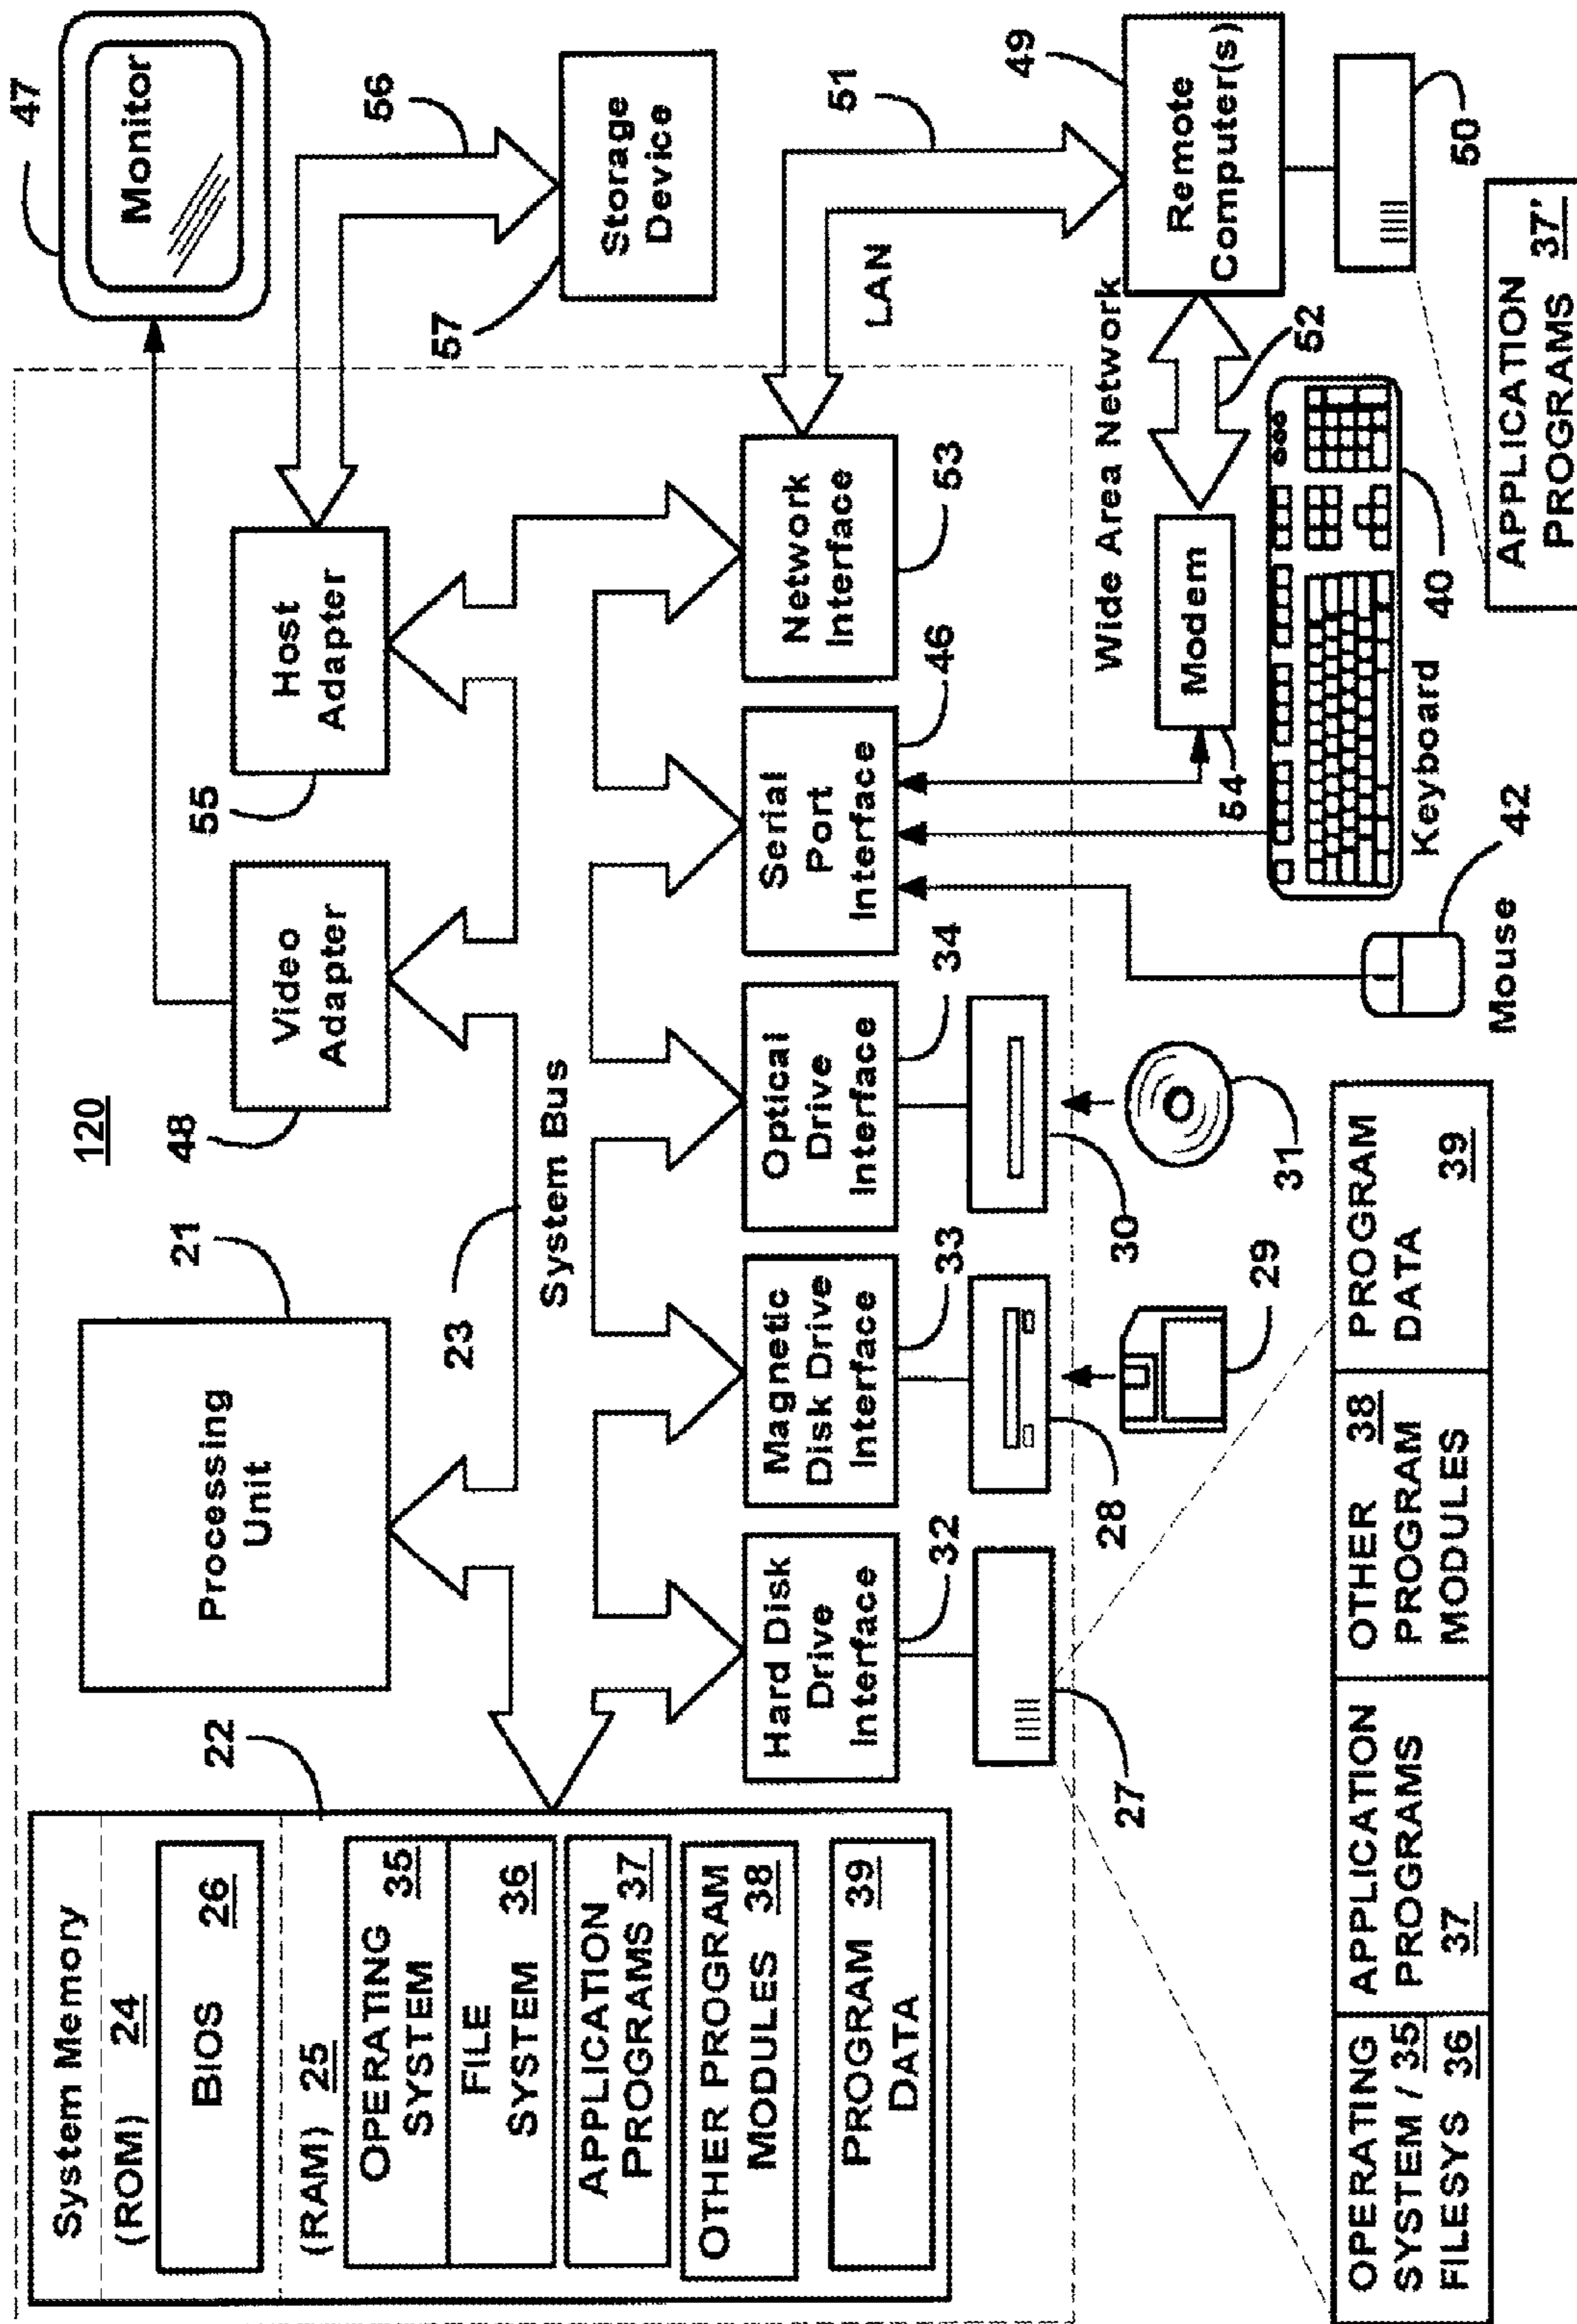 120
System Memory
(ROM) 24
BIOS 26
(RAM) 25
22
OPERATING
SYSTEM 35
FILE
SYSTEM 36
APPLICATION
PROGRAMS 37
OTHER PROGRAM
MODULES 38
PROGRAM 39
DATA
Processing
Unit
21
23
System Bus
48
Video
Adapter
55
Host
Adapter
47
Monitor
56
57
Storage
Device
Hard Disk
Drive
Interface
32
Magnetic
Disk Drive
Interface
33
Optical
Drive
Interface
34
Serial
Port
Interface
46
Network
Interface
53
LAN
51
27
28
29
30
31
Wide Area Network
Modem
54
52
49
Remote
Computer(s)
50
Keyboard
40
Mouse
42
OPERATING
SYSTEM / 35
FILESYS 36
APPLICATION
PROGRAMS
37
OTHER 38
PROGRAM
MODULES
PROGRAM
DATA 39
APPLICATION
PROGRAMS 37'